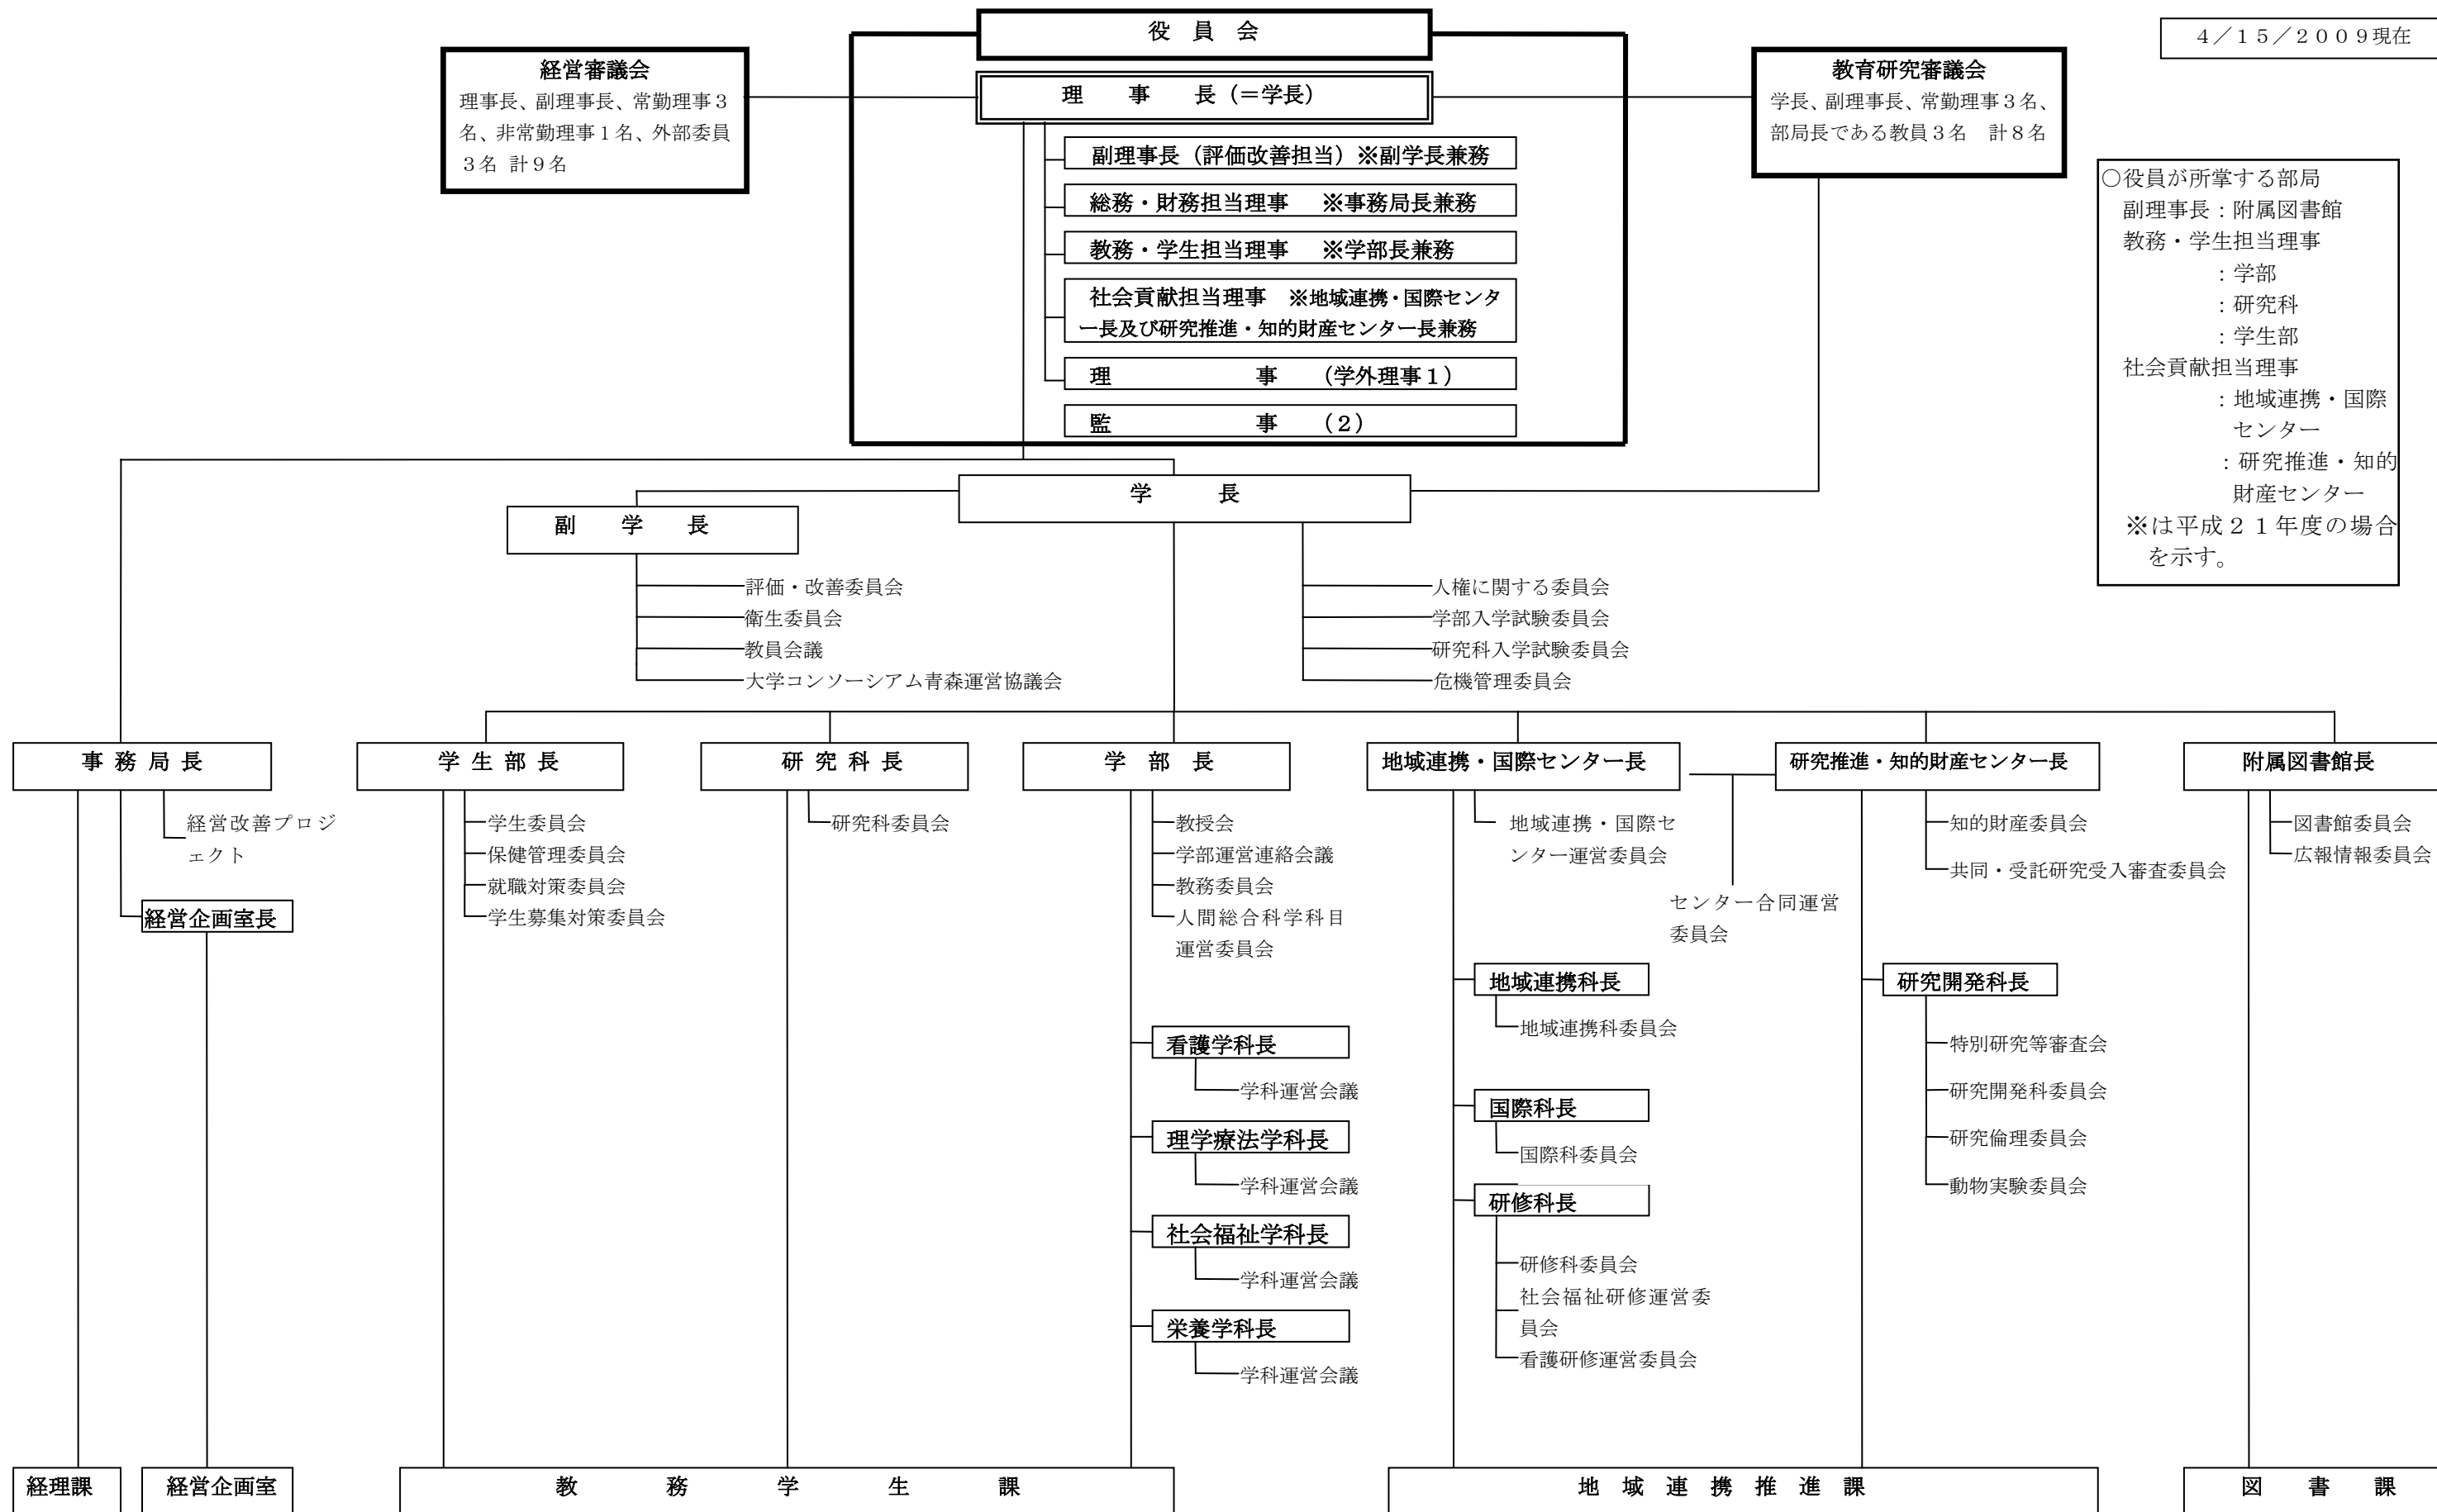 役員会
4／15／2009現在
経営審議会
理事長、副理事長、常勤理事3
名、非常勤理事1名、外部委員
3名 計9名
理事長（＝学長）
教育研究審議会
学長、副理事長、常勤理事3名、
部局長である教員3名　計8名
副理事長（評価改善担当）※副学長兼務
総務・財務担当理事　※事務局長兼務
教務・学生担当理事　※学部長兼務
社会貢献担当理事　※地域連携・国際センタ
ー長及び研究推進・知的財産センター長兼務
理事　（学外理事1）
監事　（2）
○役員が所掌する部局
副理事長：附属図書館
教務・学生担当理事
：学部
：研究科
：学生部
社会貢献担当理事
：地域連携・国際
センター
：研究推進・知的
財産センター
※は平成21年度の場合
を示す。
学長
副学長
評価・改善委員会
衛生委員会
教員会議
大学コンソーシアム青森運営協議会
人権に関する委員会
学部入学試験委員会
研究科入学試験委員会
危機管理委員会
事務局長
経営改善プロジ
ェクト
経営企画室長
学生部長
学生委員会
保健管理委員会
就職対策委員会
学生募集対策委員会
研究科長
研究科委員会
学部長
教授会
学部運営連絡会議
教務委員会
人間総合科学科目
運営委員会
看護学科長
学科運営会議
理学療法学科長
学科運営会議
社会福祉学科長
学科運営会議
栄養学科長
学科運営会議
地域連携・国際センター長
地域連携・国際セ
ンター運営委員会
センター合同運営
委員会
地域連携科長
地域連携科委員会
国際科長
国際科委員会
研修科長
研修科委員会
社会福祉研修運営委
員会
看護研修運営委員会
研究推進・知的財産センター長
知的財産委員会
共同・受託研究受入審査委員会
研究開発科長
特別研究等審査会
研究開発科委員会
研究倫理委員会
動物実験委員会
附属図書館長
図書館委員会
広報情報委員会
経理課
経営企画室
教務学生課
地域連携推進課
図書課